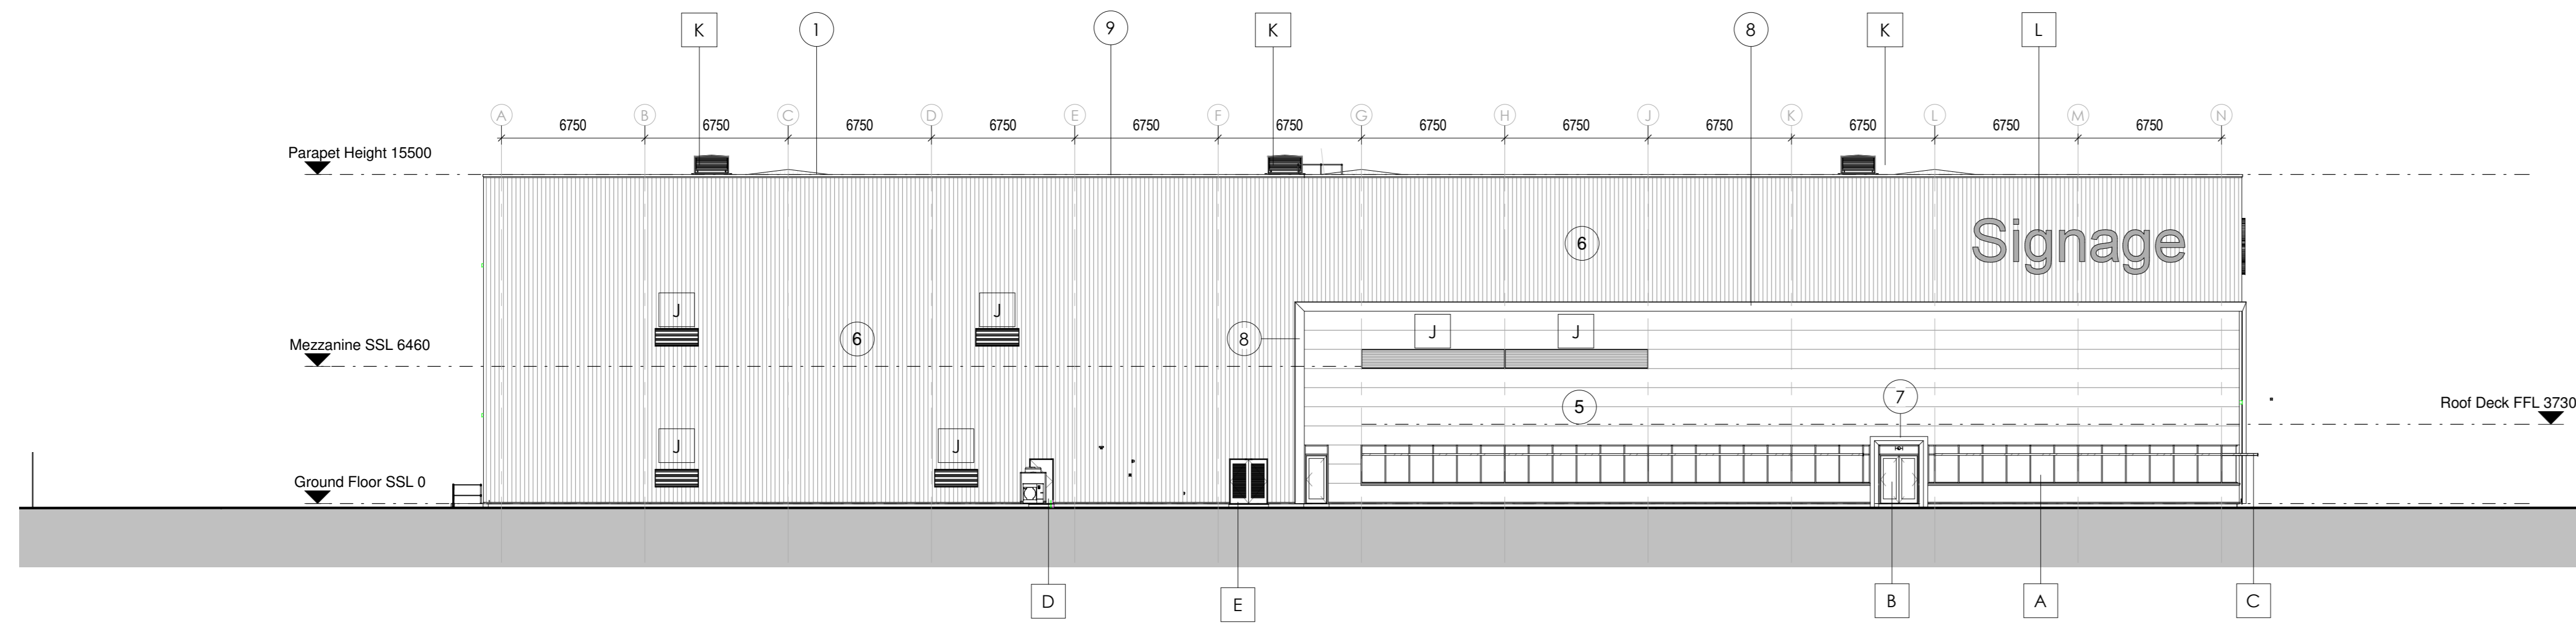 K 1 9 K 8 K L
A B C D E F G H J K L M N
6750 6750 6750 6750 6750 6750 6750 6750 6750 6750 6750 6750
Parapet Height 15500
6
Signage
J J
J J
Mezzanine SSL 6460
6
8
7
5
Roof Deck FFL 3730
J J
Ground Floor SSL 0
D E B A C